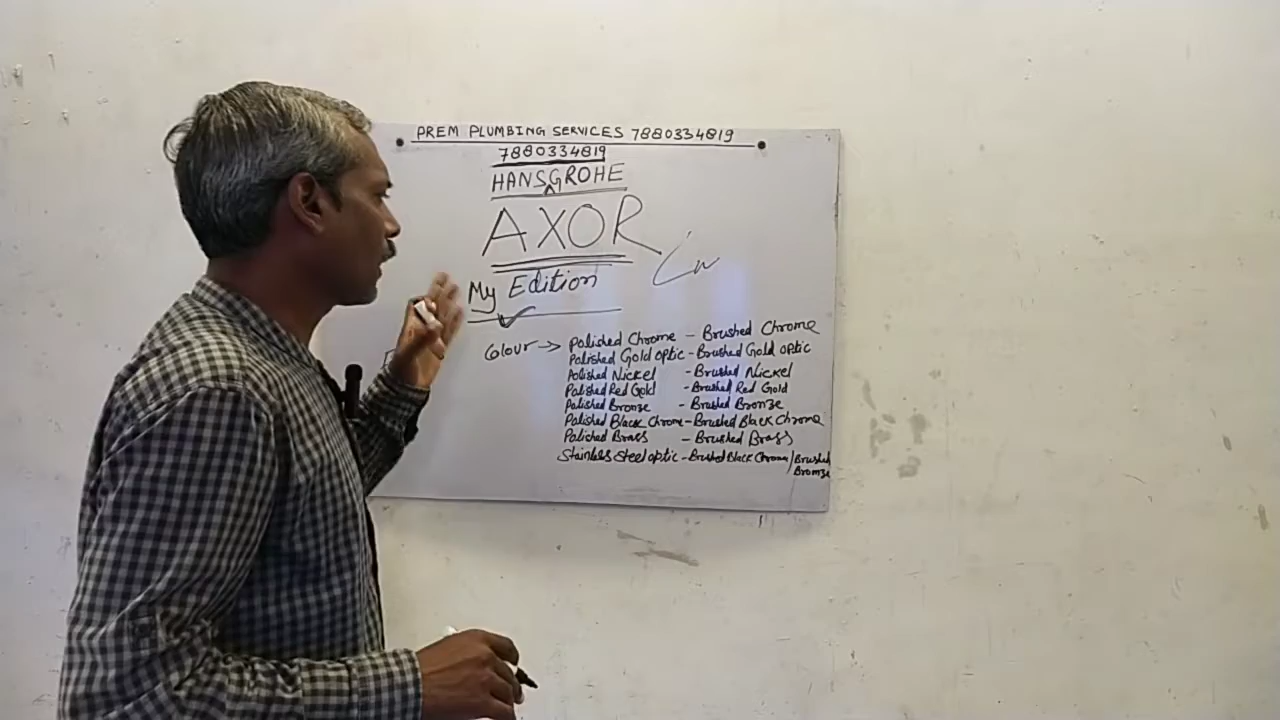 PREM PLUMBING SERVICES 7880334819
7880334819
HANSGROHE
AXOR
My Edition
Colour → Polished Chrome - Brushed Chrome
Polished Gold optic - Brushed Gold optic
Polished Nickel - Brushed Nickel
Polished Red Gold - Brushed Red Gold
Polished Bronze - Brushed Bronze
Polished Black Chrome - Brushed Black Chrome
Polished Brass - Brushed Brass
Stainless Steel optic - Brushed Black Chrome / Brushed
Bronze